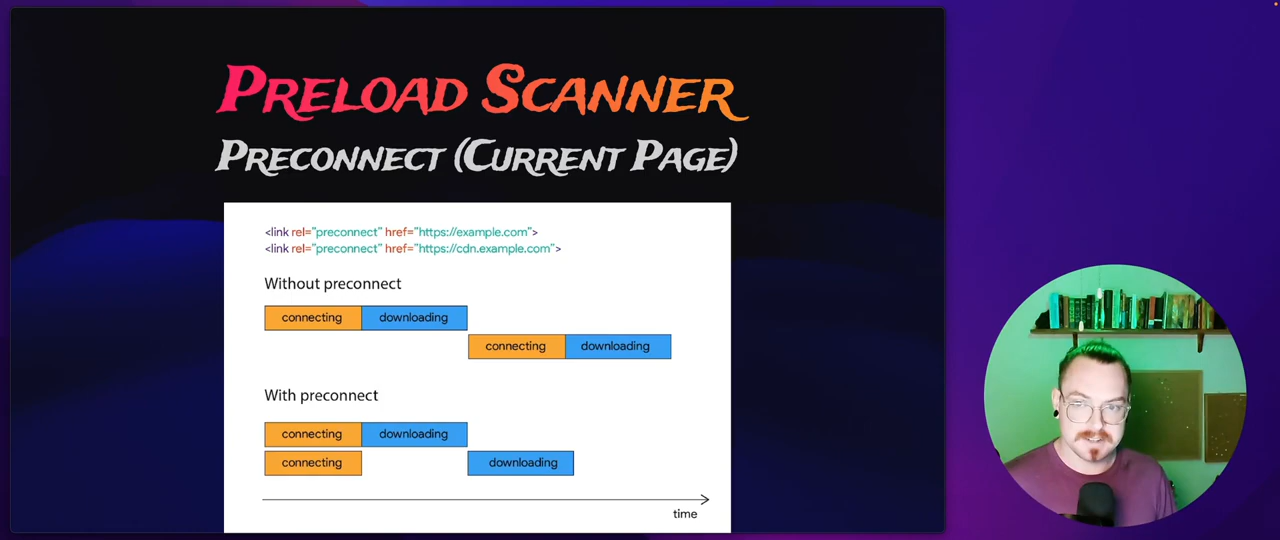 Preload Scanner
Preconnect (Current Page)
<link rel="preconnect" href="https://example.com">
<link rel="preconnect" href="https://cdn.example.com">
Without preconnect
connecting downloading
connecting downloading
With preconnect
connecting downloading
connecting downloading
time